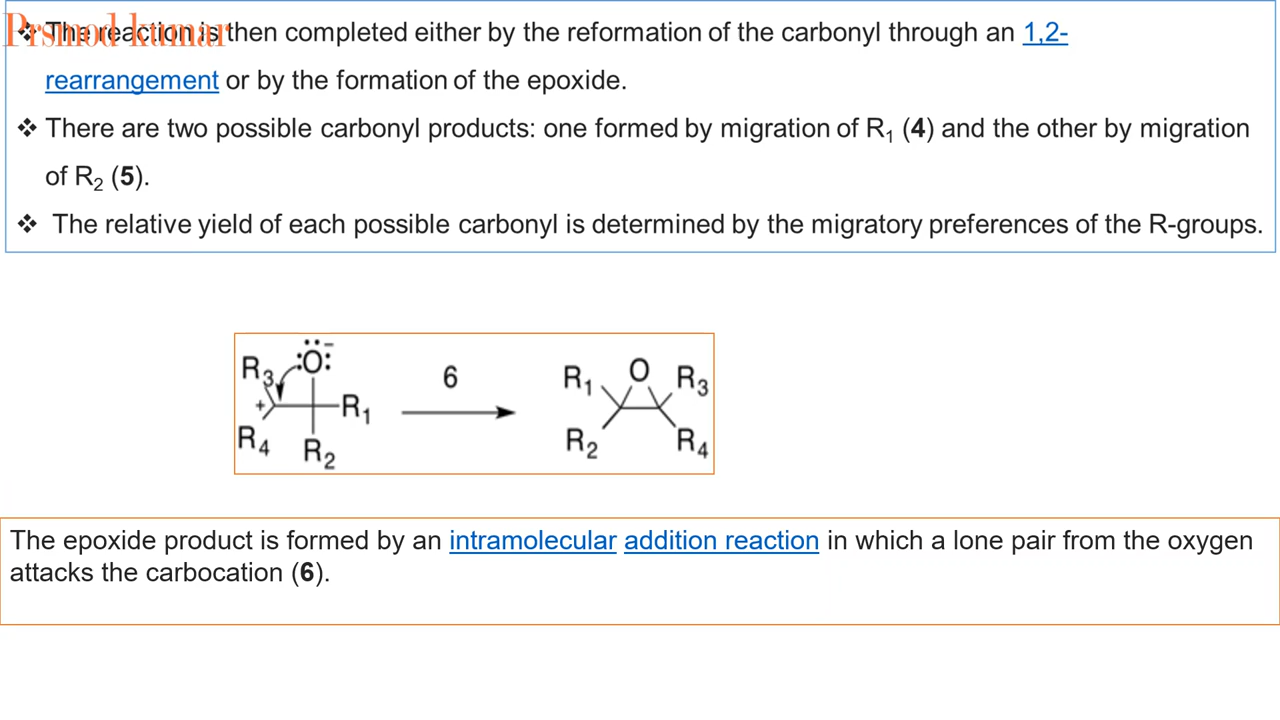 Prsmod kumar
❖ The reaction is then completed either by the reformation of the carbonyl through an 1,2-
rearrangement or by the formation of the epoxide.
❖ There are two possible carbonyl products: one formed by migration of R₁ (4) and the other by migration
of R₂ (5).
❖ The relative yield of each possible carbonyl is determined by the migratory preferences of the R-groups.
R₃ :Ö:⁻
+ R₁
R₄ R₂
6
R₁ O R₃
R₂ R₄
The epoxide product is formed by an intramolecular addition reaction in which a lone pair from the oxygen
attacks the carbocation (6).